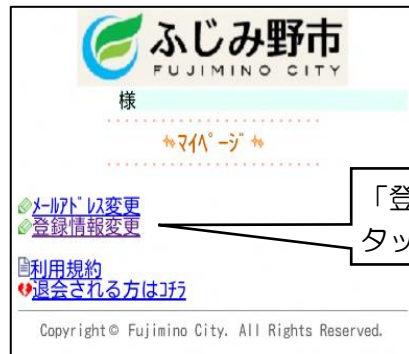 ふじみ野市
FUJIMINO CITY
様
ﾏｲﾍﾟｰｼﾞ
ﾒｰﾙｱﾄﾞﾚｽ変更
登録情報変更
「登
タッ
利用規約
退会される方はｺﾁﾗ
Copyright© Fujimino City. All Rights Reserved.